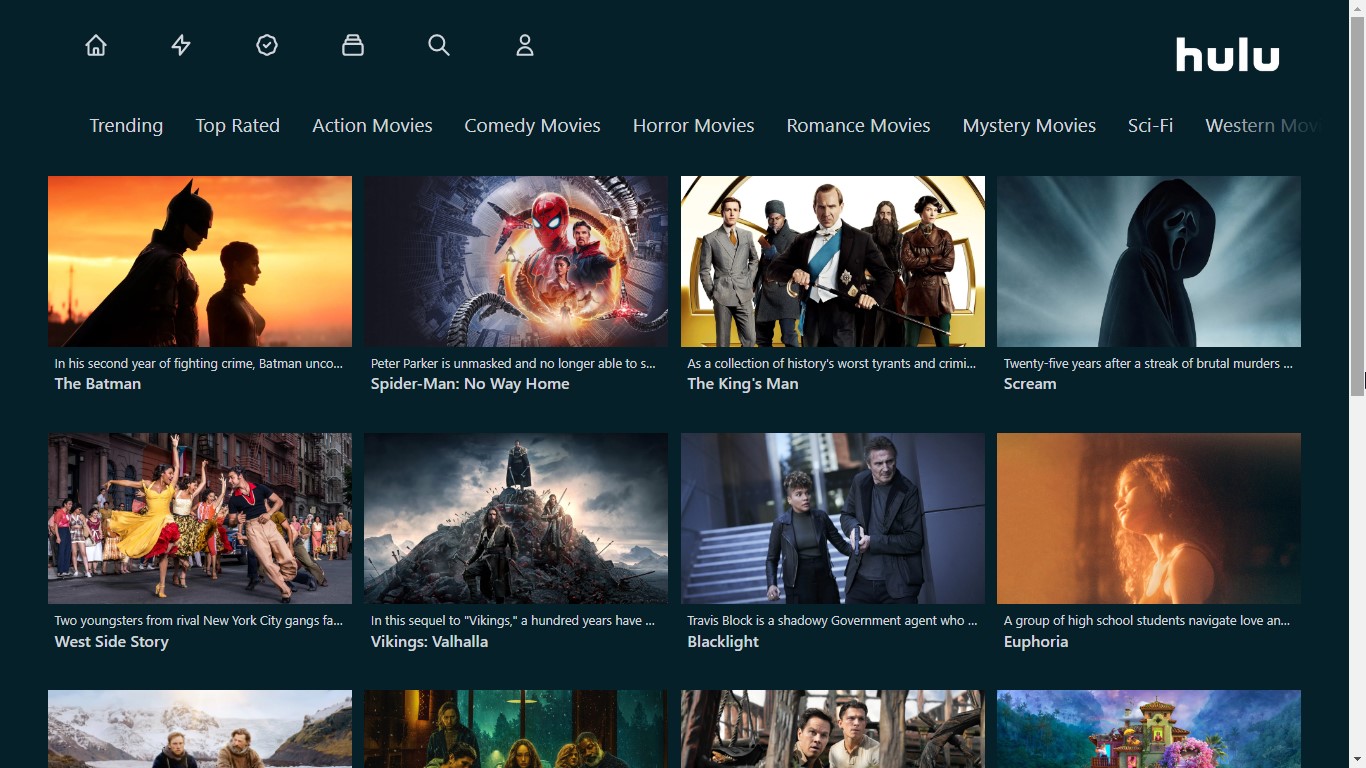 hulu
Trending Top Rated Action Movies Comedy Movies Horror Movies Romance Movies Mystery Movies Sci-Fi Western Movi
In his second year of fighting crime, Batman unco...
The Batman
Peter Parker is unmasked and no longer able to s...
Spider-Man: No Way Home
As a collection of history's worst tyrants and crimi...
The King's Man
Twenty-five years after a streak of brutal murders ...
Scream
Two youngsters from rival New York City gangs fa...
West Side Story
In this sequel to "Vikings," a hundred years have ...
Vikings: Valhalla
Travis Block is a shadowy Government agent who ...
Blacklight
A group of high school students navigate love an...
Euphoria